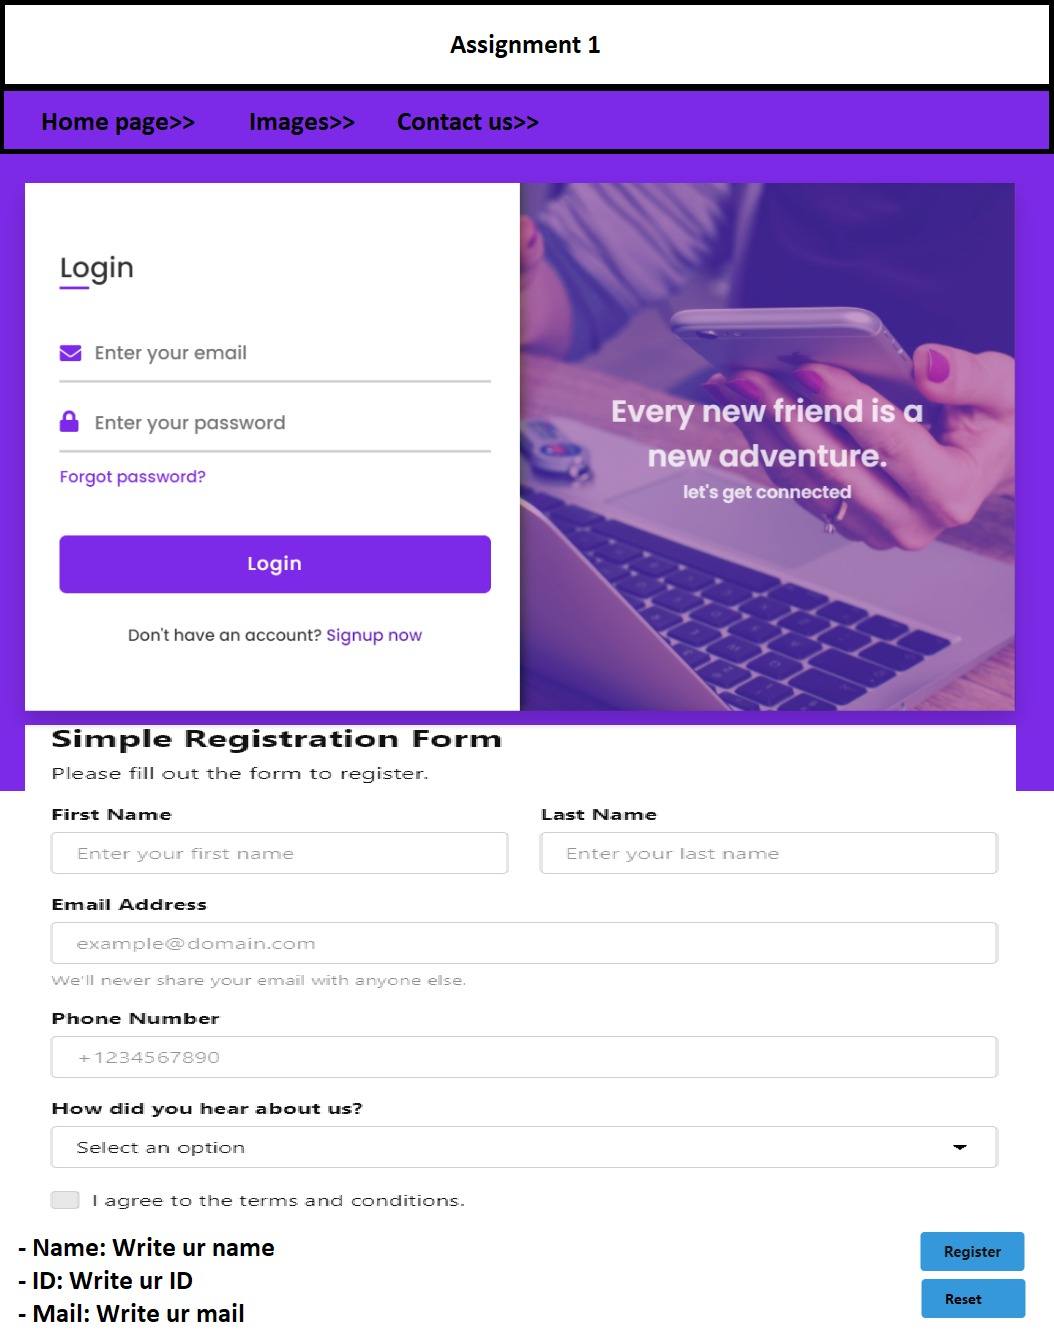 Assignment 1
Home page>> Images>> Contact us>>
Login
Enter your email
Enter your password
Forgot password?
Login
Don't have an account? Signup now
Every new friend is a
new adventure.
let's get connected
Simple Registration Form
Please fill out the form to register.
First Name Last Name
Enter your first name Enter your last name
Email Address
example@domain.com
We'll never share your email with anyone else.
Phone Number
+1234567890
How did you hear about us?
Select an option
I agree to the terms and conditions.
- Name: Write ur name
- ID: Write ur ID
- Mail: Write ur mail
Register
Reset